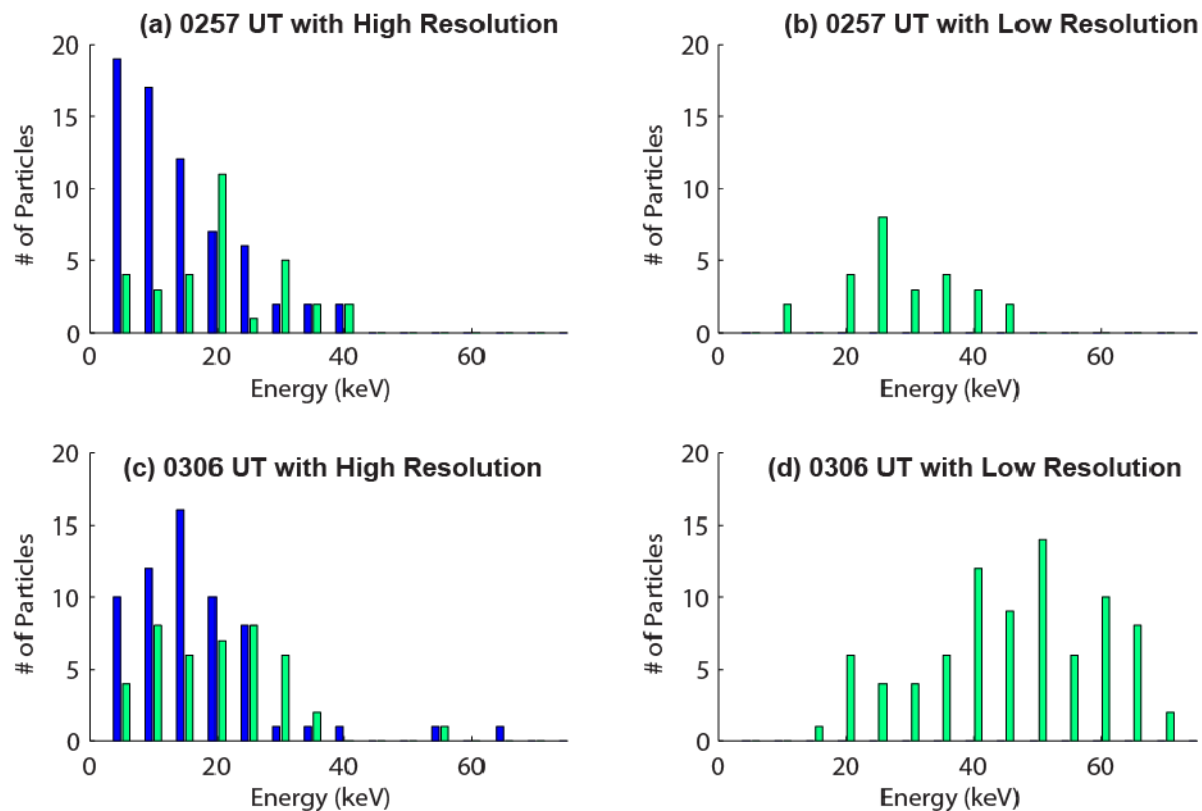 (a) 0257 UT with High Resolution
20
15
10
5
0
# of Particles
0 20 40 60
Energy (keV)
(b) 0257 UT with Low Resolution
20
15
10
5
0
# of Particles
0 20 40 60
Energy (keV)
(c) 0306 UT with High Resolution
20
15
10
5
0
# of Particles
0 20 40 60
Energy (keV)
(d) 0306 UT with Low Resolution
20
15
10
5
0
# of Particles
0 20 40 60
Energy (keV)